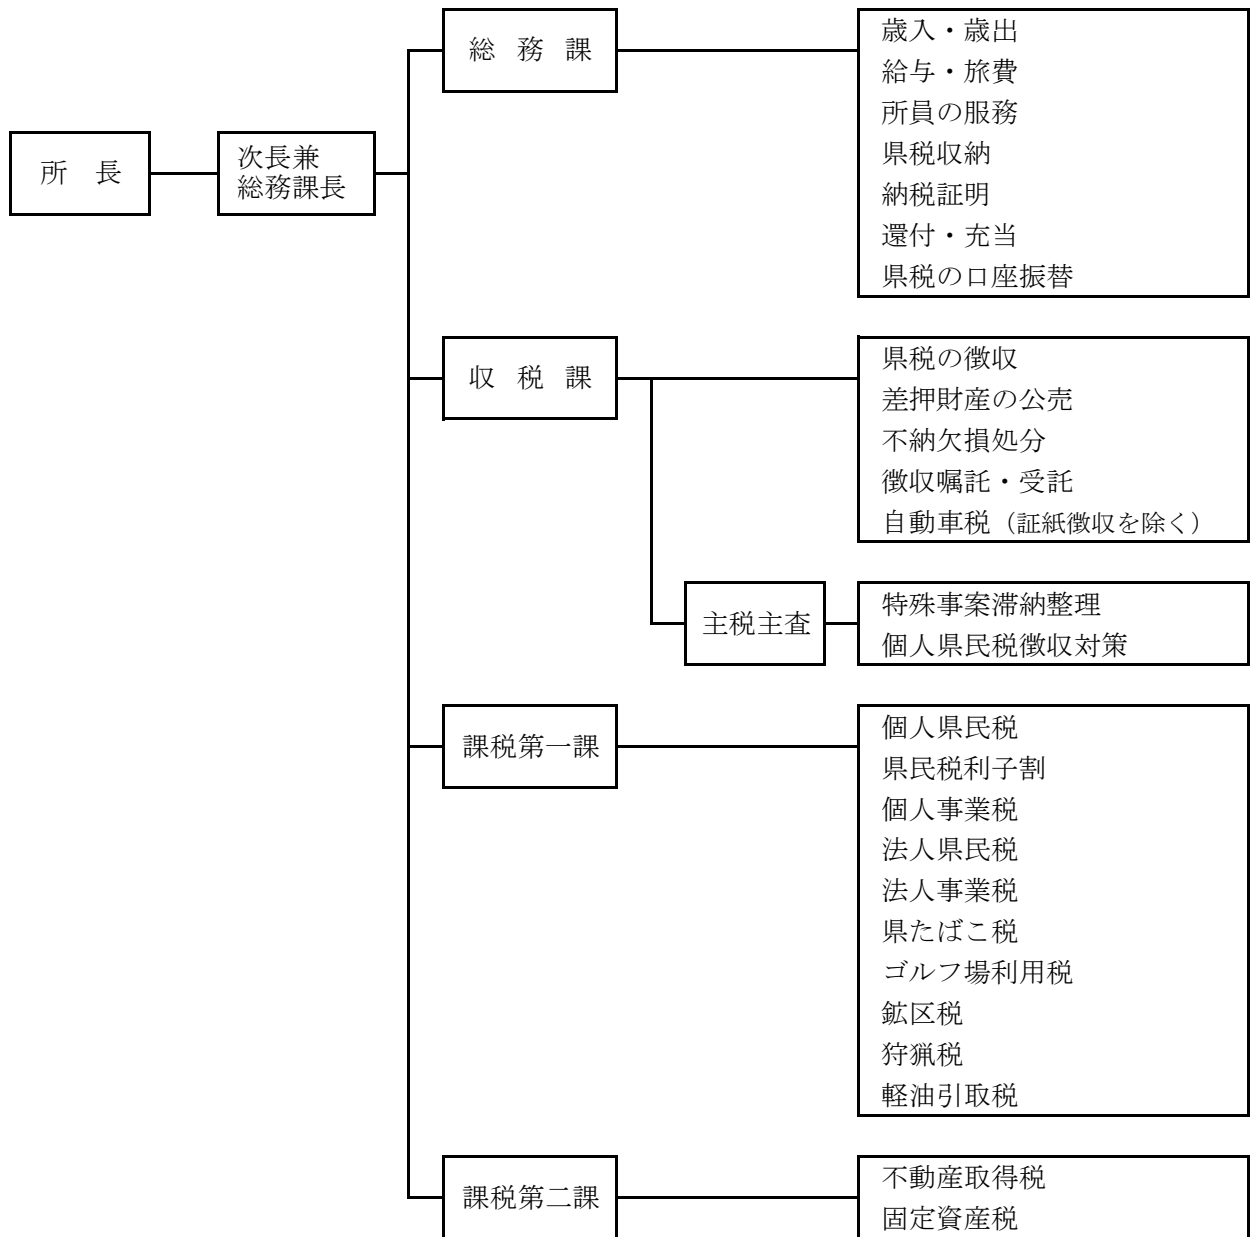 所　長
次長兼
総務課長
総　務　課
歳入・歳出
給与・旅費
所員の服務
県税収納
納税証明
還付・充当
県税の口座振替
収　税　課
県税の徴収
差押財産の公売
不納欠損処分
徴収嘱託・受託
自動車税（証紙徴収を除く）
主税主査
特殊事案滞納整理
個人県民税徴収対策
課税第一課
個人県民税
県民税利子割
個人事業税
法人県民税
法人事業税
県たばこ税
ゴルフ場利用税
鉱区税
狩猟税
軽油引取税
課税第二課
不動産取得税
固定資産税